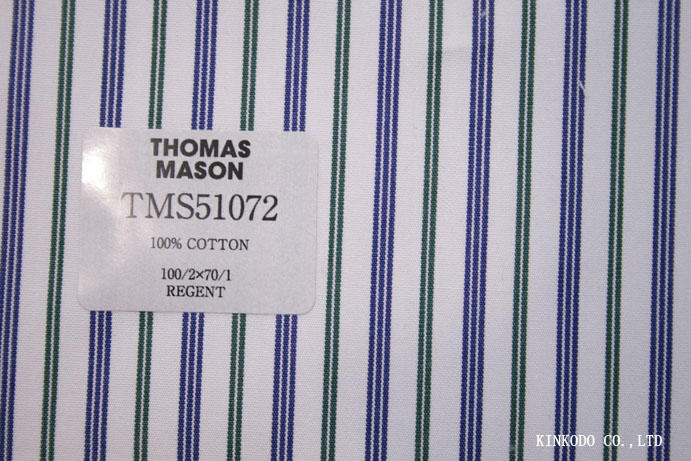 THOMAS
MASON
TMS51072
100% COTTON
100/2×70/1
REGENT
KINKODO CO.,LTD